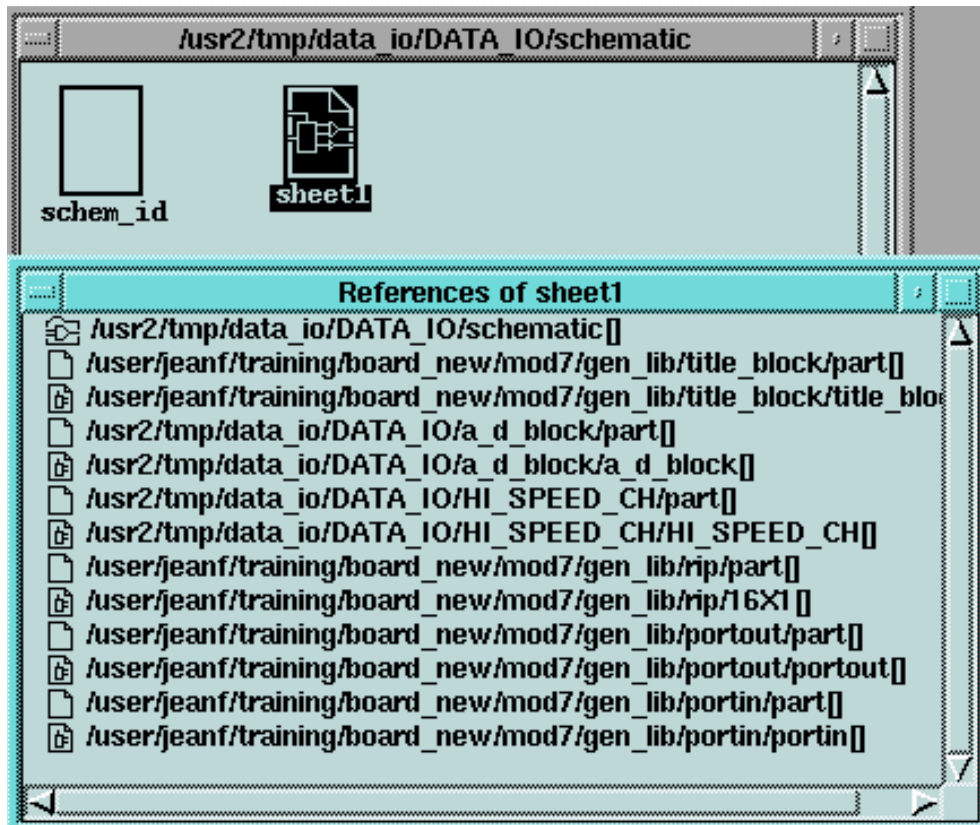 /usr2/tmp/data_io/DATA_IO/schematic
schem_id
sheet1
References of sheet1
/usr2/tmp/data_io/DATA_IO/schematic[]
/user/jeanf/training/board_new/mod7/gen_lib/title_block/part[]
/user/jeanf/training/board_new/mod7/gen_lib/title_block/title_blo
/usr2/tmp/data_io/DATA_IO/a_d_block/part[]
/usr2/tmp/data_io/DATA_IO/a_d_block/a_d_block[]
/usr2/tmp/data_io/DATA_IO/HI_SPEED_CH/part[]
/usr2/tmp/data_io/DATA_IO/HI_SPEED_CH/HI_SPEED_CH[]
/user/jeanf/training/board_new/mod7/gen_lib/rip/part[]
/user/jeanf/training/board_new/mod7/gen_lib/rip/16X1[]
/user/jeanf/training/board_new/mod7/gen_lib/portout/part[]
/user/jeanf/training/board_new/mod7/gen_lib/portout/portout[]
/user/jeanf/training/board_new/mod7/gen_lib/portin/part[]
/user/jeanf/training/board_new/mod7/gen_lib/portin/portin[]